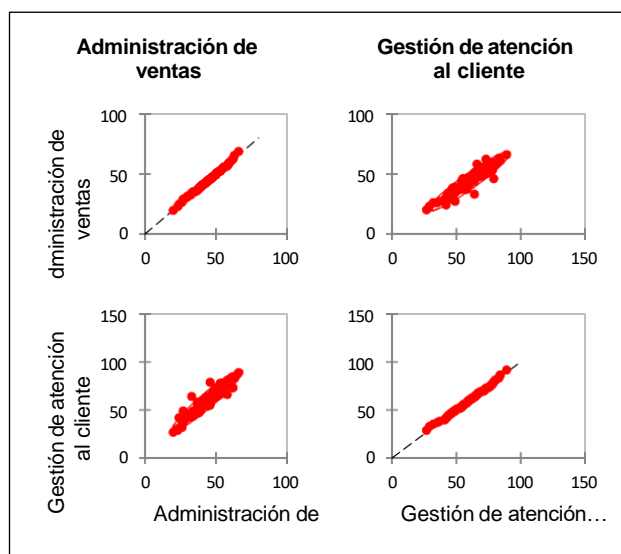 Administración de
ventas
Gestión de atención
al cliente
100
50
0
0 50 100
dministración de
ventas
100
50
0
0 50 100 150
150
100
50
0
0 50 100
Gestión de atención
al cliente
Administración de
150
100
50
0
0 50 100 150
Gestión de atención…